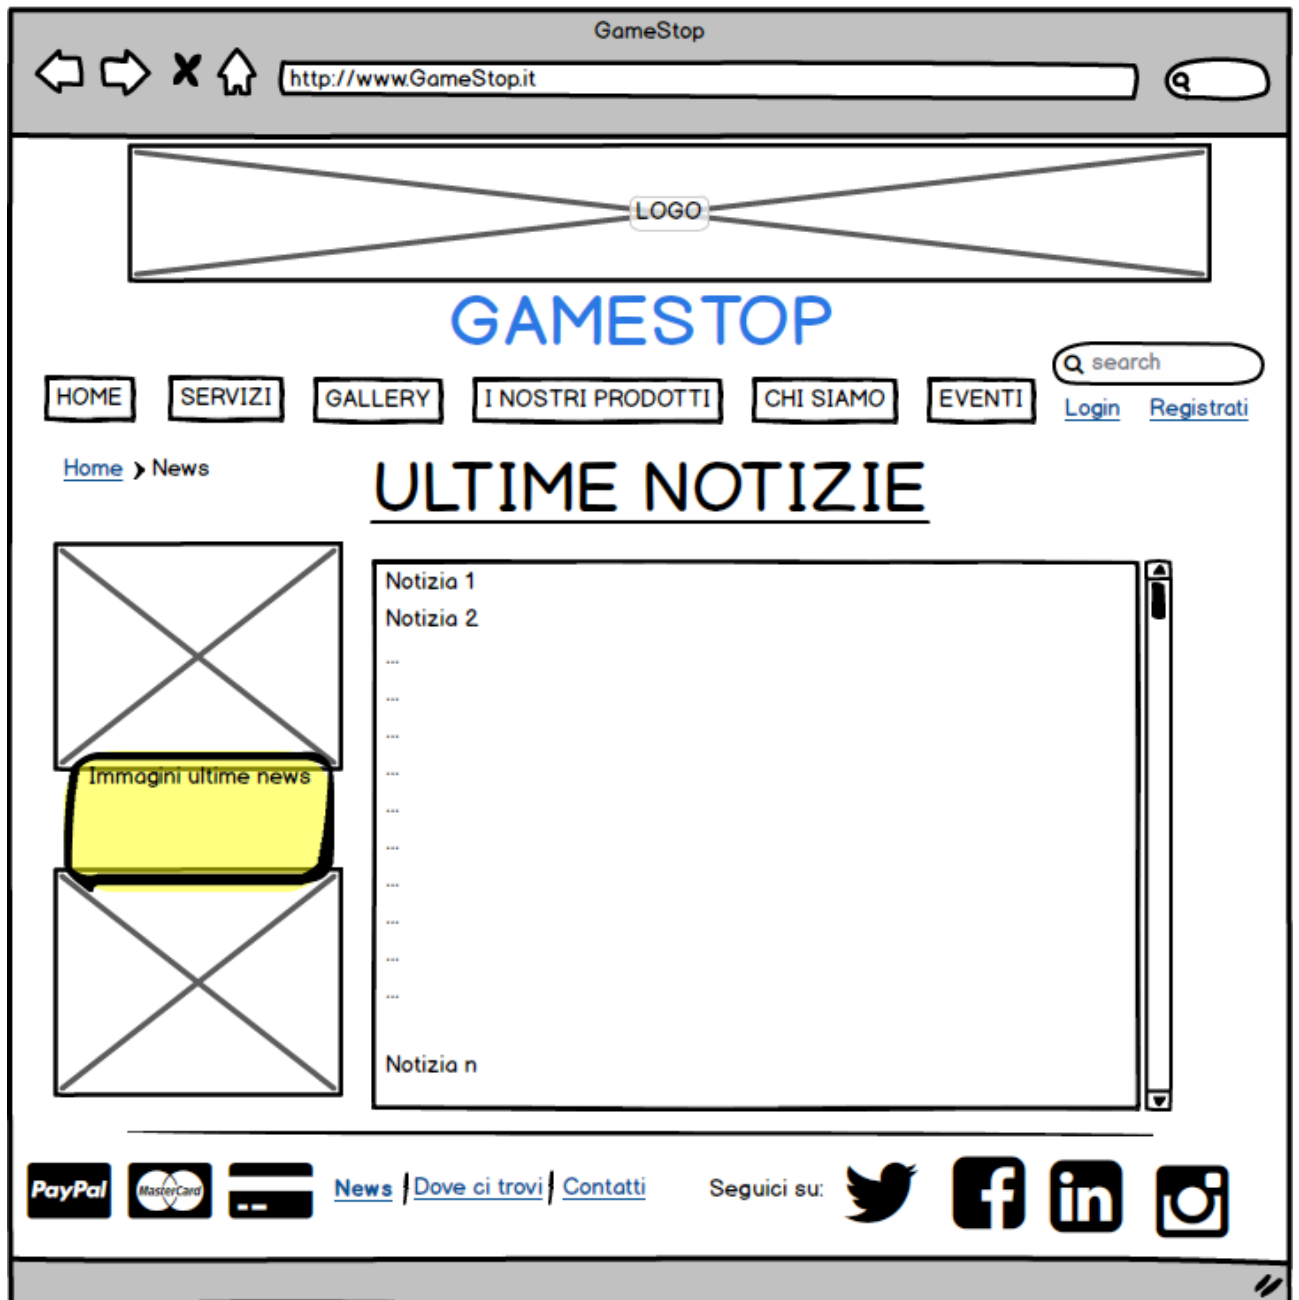 GameStop
http://www.GameStop.it
LOGO
GAMESTOP
search
HOME SERVIZI GALLERY I NOSTRI PRODOTTI CHI SIAMO EVENTI
Login Registrati
Home News
ULTIME NOTIZIE
Notizia 1
Notizia 2
...
...
...
...
...
...
...
...
...
...
Notizia n
Immagini ultime news
PayPal MasterCard News Dove ci trovi Contatti Seguici su: